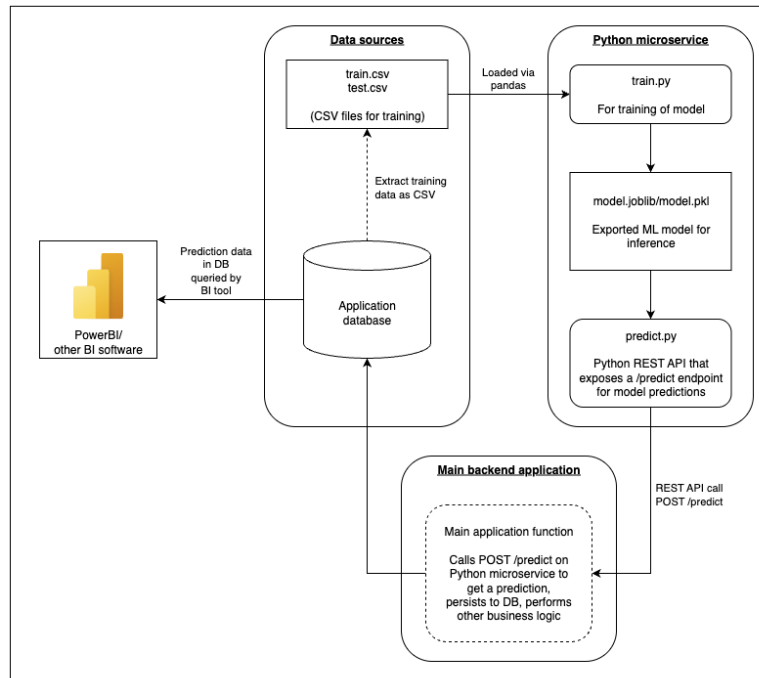 Data sources
train.csv
test.csv
(CSV files for training)
Loaded via
pandas
Python microservice
train.py
For training of model
Extract training
data as CSV
model.joblib/model.pkl
Exported ML model for
inference
Prediction data
in DB
queried by
BI tool
PowerBI/
other BI software
Application
database
predict.py
Python REST API that
exposes a /predict endpoint
for model predictions
Main backend application
REST API call
POST /predict
Main application function
Calls POST /predict on
Python microservice to
get a prediction,
persists to DB, performs
other business logic